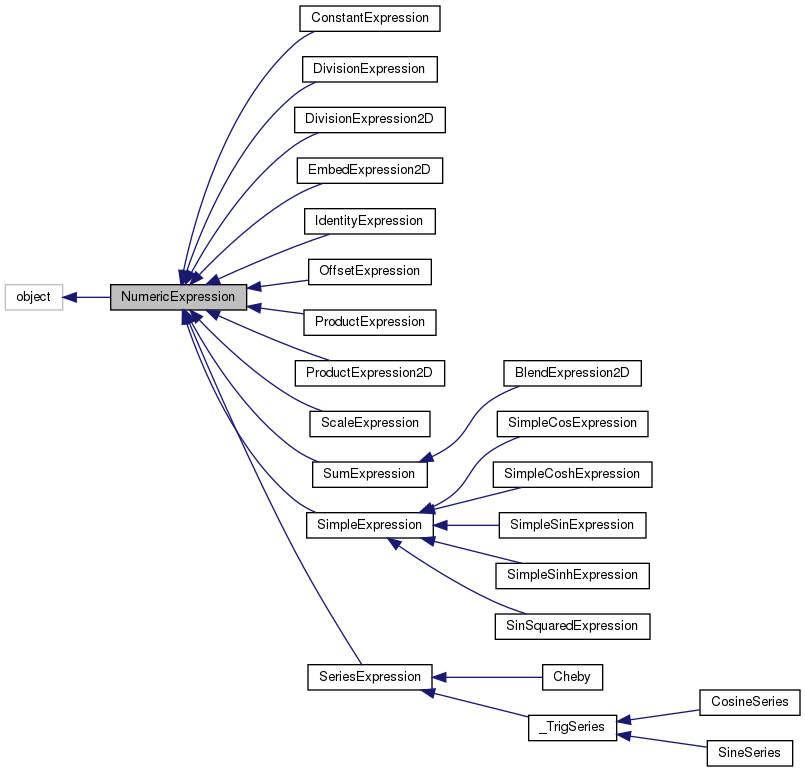 ConstantExpression
DivisionExpression
DivisionExpression2D
EmbedExpression2D
IdentityExpression
OffsetExpression
object
NumericExpression
ProductExpression
ProductExpression2D
BlendExpression2D
ScaleExpression
SimpleCosExpression
SumExpression
SimpleCoshExpression
SimpleExpression
SimpleSinExpression
SimpleSinhExpression
SinSquaredExpression
SeriesExpression
Cheby
CosineSeries
_TrigSeries
SineSeries